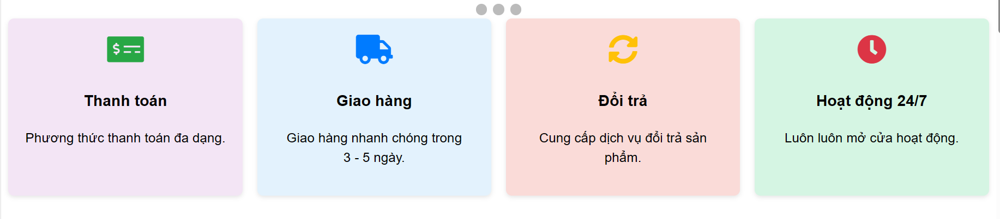 Thanh toán
Phương thức thanh toán đa dạng.
Giao hàng
Giao hàng nhanh chóng trong
3 - 5 ngày.
Đổi trả
Cung cấp dịch vụ đổi trả sản
phẩm.
Hoạt động 24/7
Luôn luôn mở cửa hoạt động.